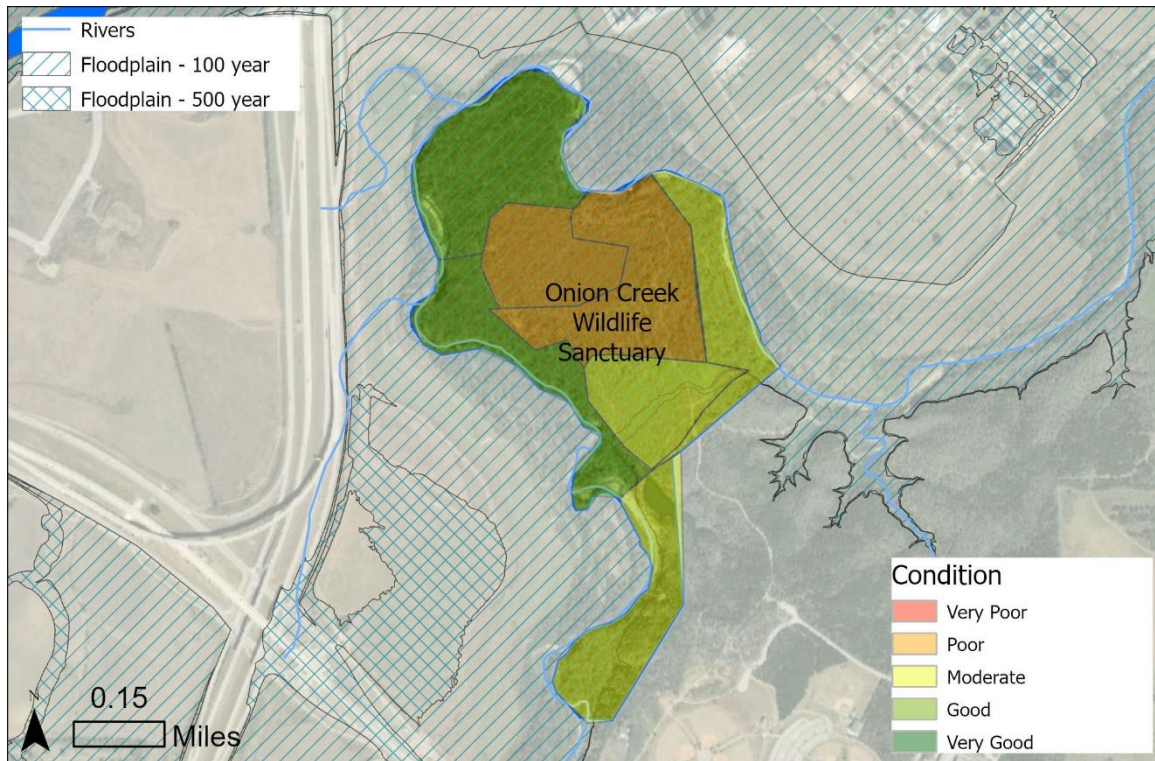 Rivers
Floodplain - 100 year
Floodplain - 500 year
Onion Creek
Wildlife
Sanctuary
Condition
Very Poor
Poor
Moderate
Good
Very Good
N
0.15
Miles